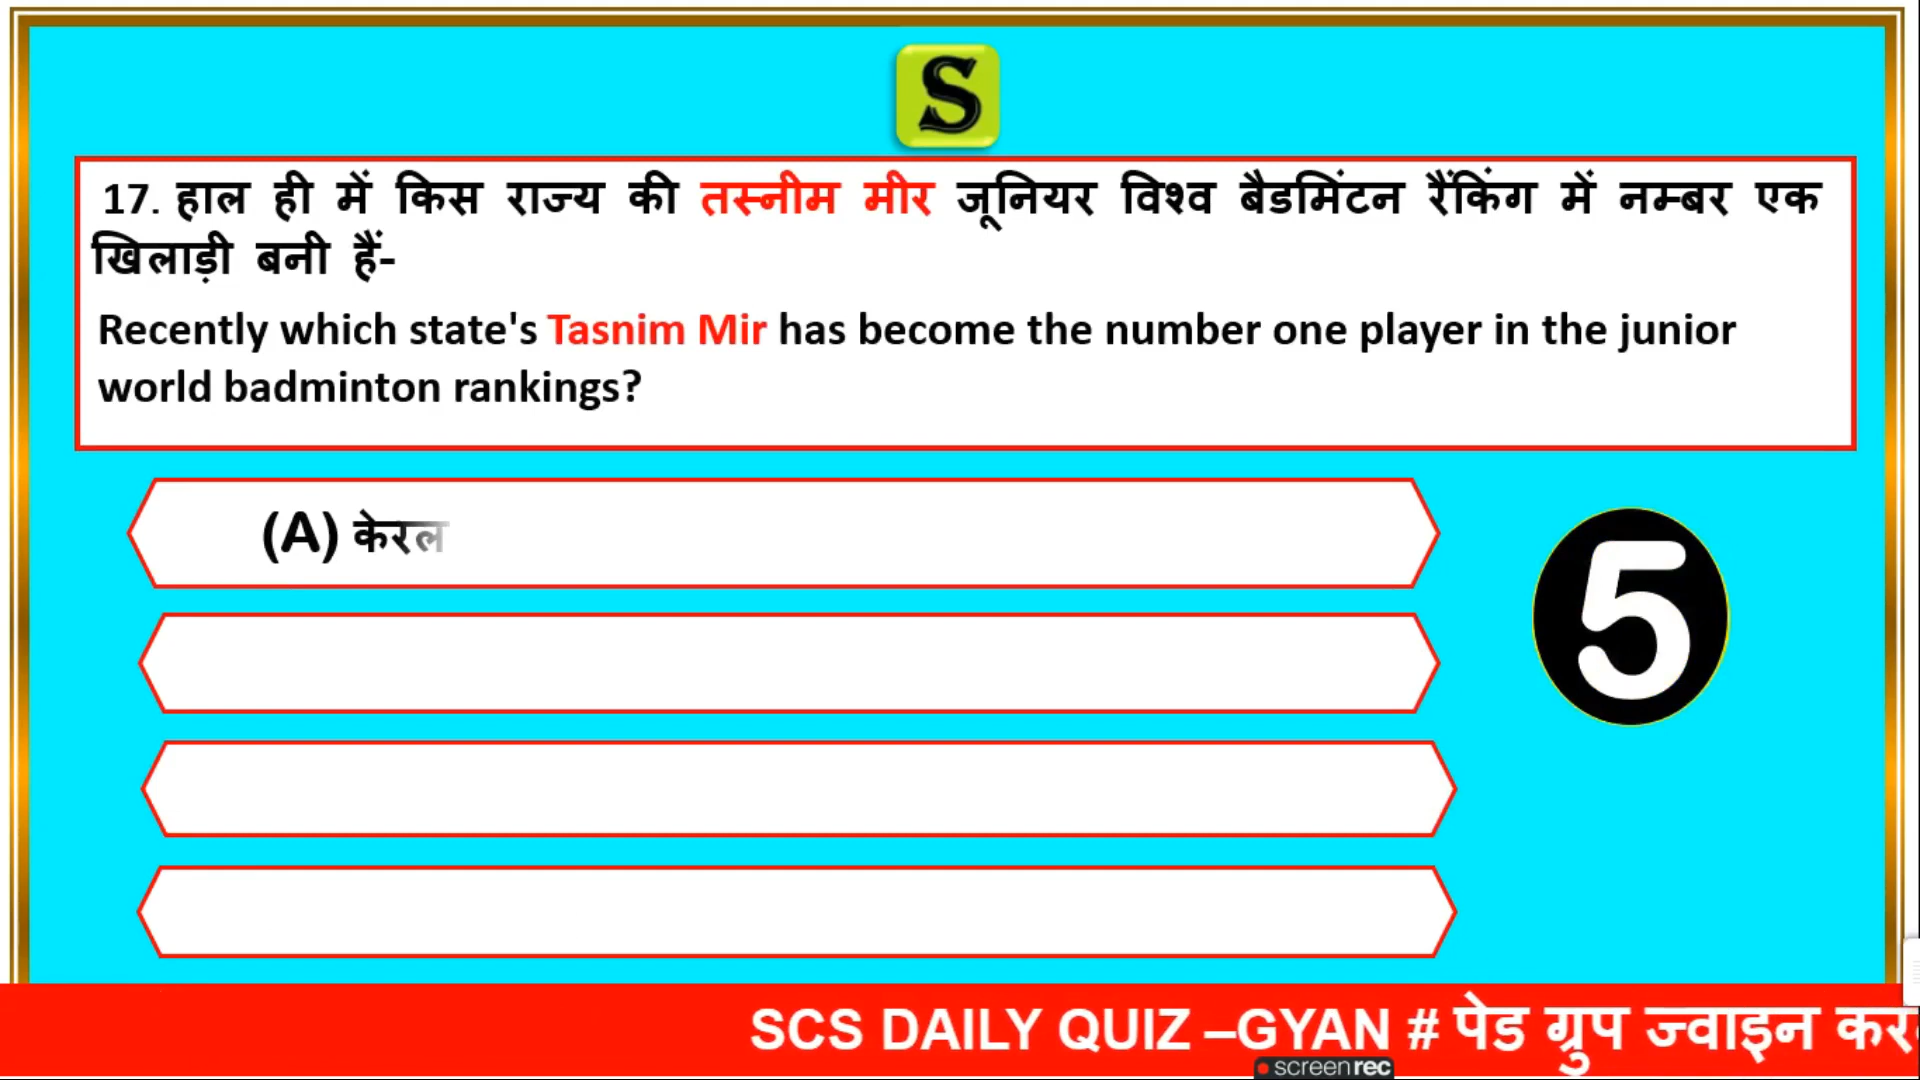 S
17. हाल ही में किस राज्य की तस्नीम मीर जूनियर विश्व बैडमिंटन रैंकिंग में नम्बर एक
खिलाड़ी बनी हैं-
Recently which state's Tasnim Mir has become the number one player in the junior
world badminton rankings?
(A) केरल
5
SCS DAILY QUIZ –GYAN # पेड ग्रुप ज्वाइन कर
screenrec